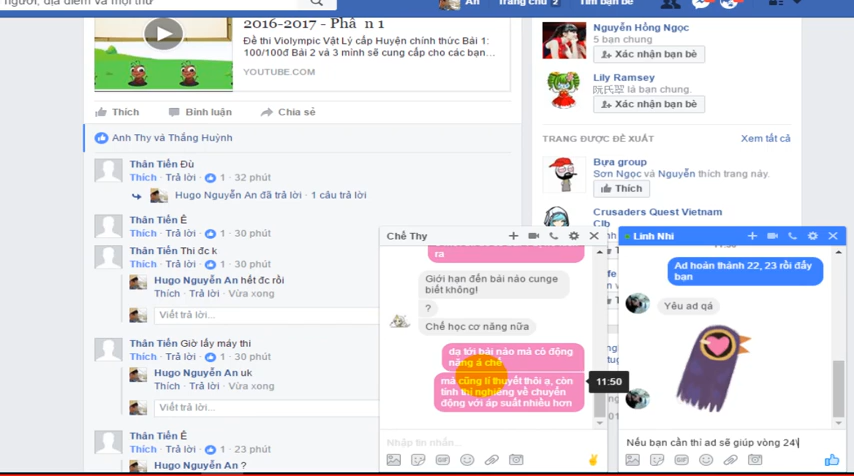 người, địa điểm và mọi thứ
An
Trang chủ 2
Tìm bạn bè
2016-2017 - Phần 1
Đề thi Violympic Vật Lý cấp Huyện chính thức Bài 1:
100/100đ Bài 2 và 3 mình sẽ cung cấp cho các bạn...
YOUTUBE.COM
Thích
Bình luận
Chia sẻ
Anh Thy và Thắng Huỳnh
Thân Tiến Đù
Thích · Trả lời · 1 · 32 phút
Hugo Nguyễn An đã trả lời · 1 câu trả lời
Thân Tiến Ê
Thích · Trả lời · 1 · 30 phút
Thân Tiến Thi đc k
Thích · Trả lời · 1 · 30 phút
Hugo Nguyễn An hết đc rồi
Thích · Trả lời · Vừa xong
Viết trả lời...
Thân Tiến Giờ lấy máy thi
Thích · Trả lời · 1 · 30 phút
Hugo Nguyễn An uk
Thích · Trả lời · Vừa xong
Viết trả lời...
Thân Tiến Ê
Thích · Trả lời · 1 · 23 phút
Hugo Nguyễn An ?
Nguyễn Hồng Ngọc
5 bạn chung
Xác nhận bạn bè
Lily Ramsey
阮氏翠 là bạn chung.
Xác nhận bạn bè
TRANG ĐƯỢC ĐỀ XUẤT
Xem tất cả
Bựa group
Sơn Ngọc và Nguyễn thích trang này.
Thích
Crusaders Quest Vietnam
Clb
Chế Thy
ra
Giới hạn đến bài nào cunge
biết không!
?
Chế học cơ năng nữa
dạ tới bài nào mà cò động
năng á chế
mà cũng lí thuyết thôi ạ, còn
tính thì nghiêng về chuyển
động với áp suất nhiều hơn
11:50
Nhập tin nhắn...
Linh Nhi
11:50
Ad hoàn thành 22, 23 rồi đấy
bạn
Yêu ad qá
Nếu bạn cần thì ad sẽ giúp vòng 24\